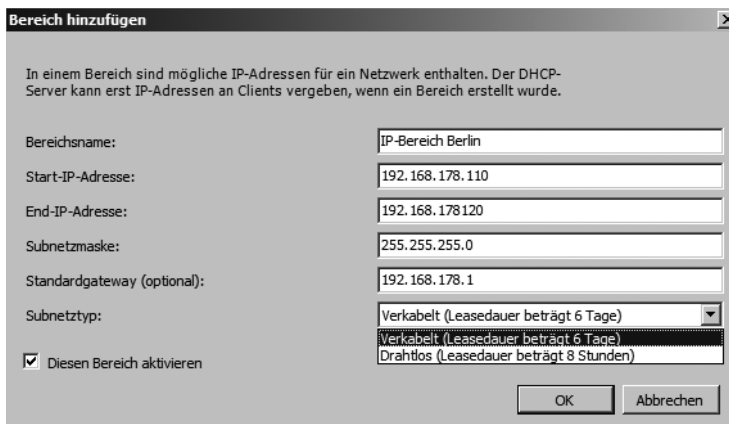 Bereich hinzufügen
In einem Bereich sind mögliche IP-Adressen für ein Netzwerk enthalten. Der DHCP-
Server kann erst IP-Adressen an Clients vergeben, wenn ein Bereich erstellt wurde.
Bereichsname: IP-Bereich Berlin
Start-IP-Adresse: 192.168.178.110
End-IP-Adresse: 192.168.178120
Subnetzmaske: 255.255.255.0
Standardgateway (optional): 192.168.178.1
Subnetztyp: Verkabelt (Leasedauer beträgt 6 Tage)
Verkabelt (Leasedauer beträgt 6 Tage)
Drahtlos (Leasedauer beträgt 8 Stunden)
Diesen Bereich aktivieren
OK Abbrechen